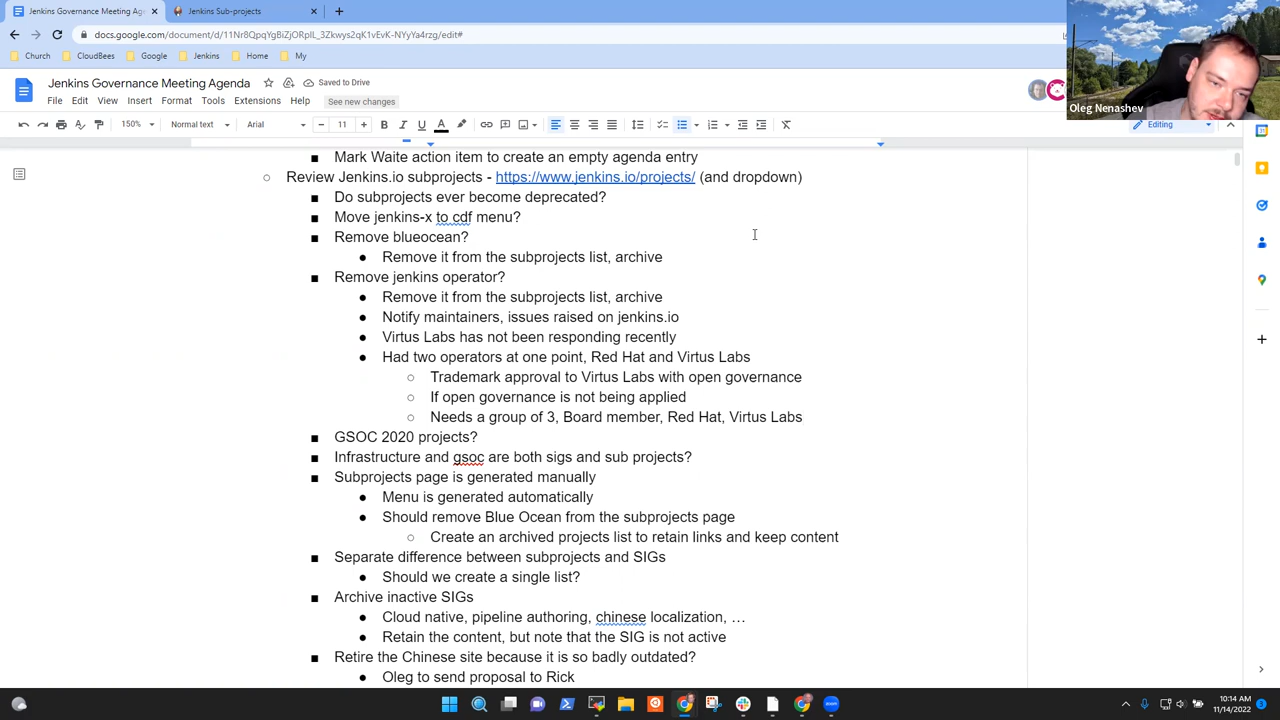 Jenkins Governance Meeting Ag
Jenkins Sub-projects
docs.google.com/document/d/11Nr8QpqYgBiZjORpIL_3Zkwys2qK1vEvK-NYyYa4rzg/edit#
Church
CloudBees
Google
Jenkins
Home
My
Jenkins Governance Meeting Agenda
Saved to Drive
File Edit View Insert Format Tools Extensions Help See new changes
150% Normal text Arial 11
Editing
Oleg Nenashev
Mark Waite action item to create an empty agenda entry
Review Jenkins.io subprojects - https://www.jenkins.io/projects/ (and dropdown)
Do subprojects ever become deprecated?
Move jenkins-x to cdf menu?
Remove blueocean?
Remove it from the subprojects list, archive
Remove jenkins operator?
Remove it from the subprojects list, archive
Notify maintainers, issues raised on jenkins.io
Virtus Labs has not been responding recently
Had two operators at one point, Red Hat and Virtus Labs
Trademark approval to Virtus Labs with open governance
If open governance is not being applied
Needs a group of 3, Board member, Red Hat, Virtus Labs
GSOC 2020 projects?
Infrastructure and gsoc are both sigs and sub projects?
Subprojects page is generated manually
Menu is generated automatically
Should remove Blue Ocean from the subprojects page
Create an archived projects list to retain links and keep content
Separate difference between subprojects and SIGs
Should we create a single list?
Archive inactive SIGs
Cloud native, pipeline authoring, chinese localization, …
Retain the content, but note that the SIG is not active
Retire the Chinese site because it is so badly outdated?
Oleg to send proposal to Rick
10:14 AM
11/14/2022